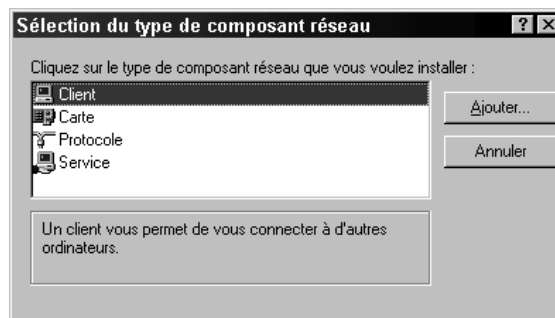 Sélection du type de composant réseau
Cliquez sur le type de composant réseau que vous voulez installer :
Client
Carte
Protocole
Service
Ajouter...
Annuler
Un client vous permet de vous connecter à d'autres
ordinateurs.